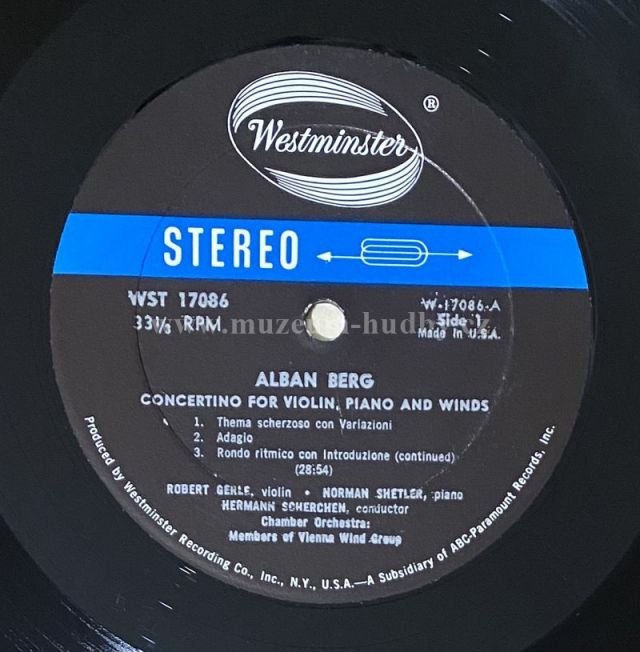 Westminster
®
STEREO
WST 17086
33⅓ RPM
W-17086-A
Side 1
Made in U.S.A.
www.muzeum-hudby.cz
ALBAN BERG
CONCERTINO FOR VIOLIN, PIANO AND WINDS
1. Thema scherzoso con Variazioni
2. Adagio
3. Rondo ritmico con Introduzione (continued)
(28:54)
ROBERT GERLE, violin • NORMAN SHETLER, piano
HERMANN SCHERCHEN, conductor
Chamber Orchestra:
Members of Vienna Wind Group
Produced by Westminster Recording Co., Inc., N.Y., U.S.A.—A Subsidiary of ABC-Paramount Records, Inc.